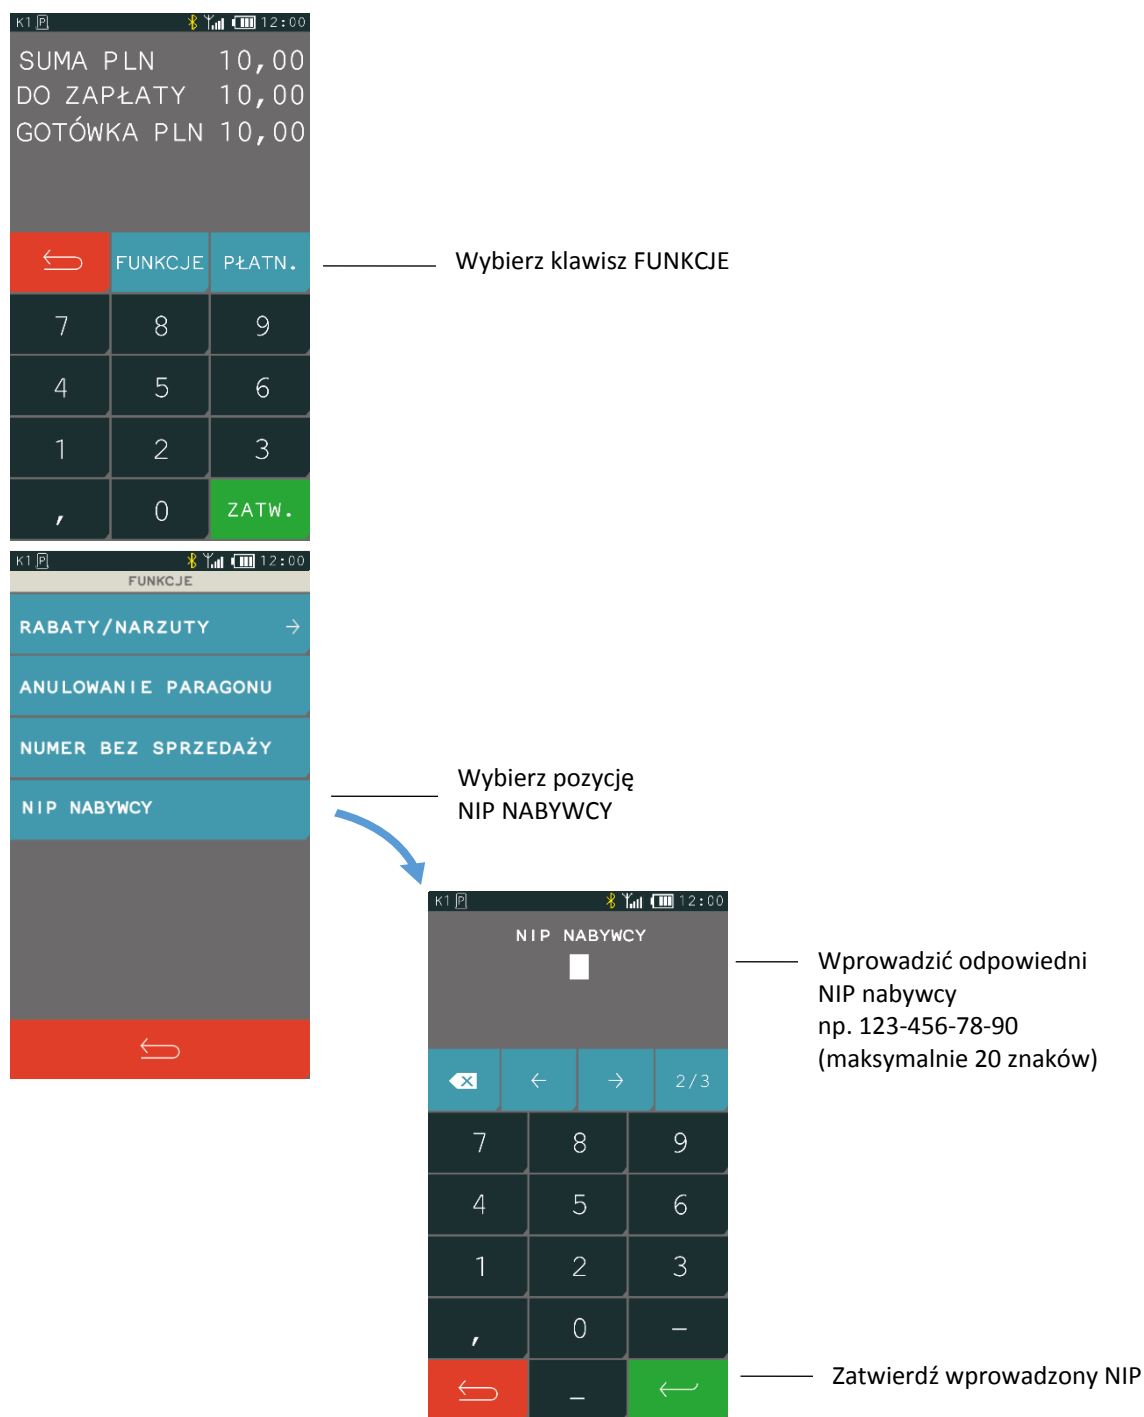 K1 P 12:00
SUMA PLN 10,00
DO ZAPŁATY 10,00
GOTÓWKA PLN 10,00
FUNKCJE PŁATN.
Wybierz klawisz FUNKCJE
7 8 9
4 5 6
1 2 3
, 0 ZATW.
K1 P 12:00
FUNKCJE
RABATY/NARZUTY →
ANULOWANIE PARAGONU
NUMER BEZ SPRZEDAŻY
NIP NABYWCY
Wybierz pozycję
NIP NABYWCY
K1 P 12:00
NIP NABYWCY
Wprowadzić odpowiedni
NIP nabywcy
np. 123-456-78-90
(maksymalnie 20 znaków)
← → 2/3
7 8 9
4 5 6
1 2 3
, 0 –
_
Zatwierdź wprowadzony NIP